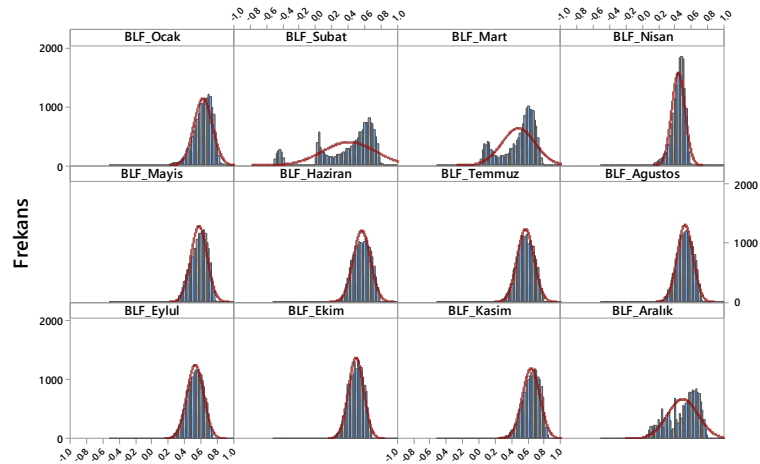 -1.0 -0.8 -0.6 -0.4 -0.2 0.0 0.2 0.4 0.6 0.8 1.0 -1.0 -0.8 -0.6 -0.4 -0.2 0.0 0.2 0.4 0.6 0.8 1.0
BLF_Ocak BLF_Subat BLF_Mart BLF_Nisan
2000
1000
0
BLF_Mayis BLF_Haziran BLF_Temmuz BLF_Agustos
2000
1000
0
Frekans
BLF_Eylul BLF_Ekim BLF_Kasim BLF_Aralık
2000
1000
0
-1.0 -0.8 -0.6 -0.4 -0.2 0.0 0.2 0.4 0.6 0.8 1.0 -0.8 -0.6 -0.4 -0.2 0.0 0.2 0.4 0.6 0.8 1.0